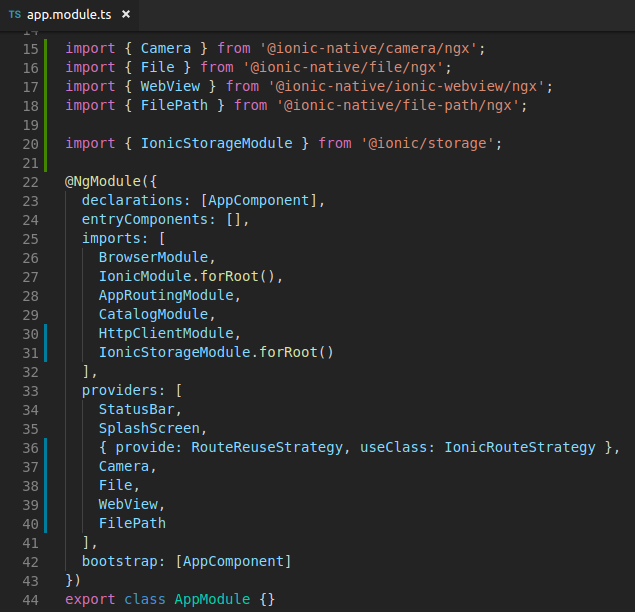 TS app.module.ts ×
14
15 import { Camera } from '@ionic-native/camera/ngx';
16 import { File } from '@ionic-native/file/ngx';
17 import { WebView } from '@ionic-native/ionic-webview/ngx';
18 import { FilePath } from '@ionic-native/file-path/ngx';
19
20 import { IonicStorageModule } from '@ionic/storage';
21
22 @NgModule({
23   declarations: [AppComponent],
24   entryComponents: [],
25   imports: [
26     BrowserModule,
27     IonicModule.forRoot(),
28     AppRoutingModule,
29     CatalogModule,
30     HttpClientModule,
31     IonicStorageModule.forRoot()
32   ],
33   providers: [
34     StatusBar,
35     SplashScreen,
36     { provide: RouteReuseStrategy, useClass: IonicRouteStrategy },
37     Camera,
38     File,
39     WebView,
40     FilePath
41   ],
42   bootstrap: [AppComponent]
43 })
44 export class AppModule {}